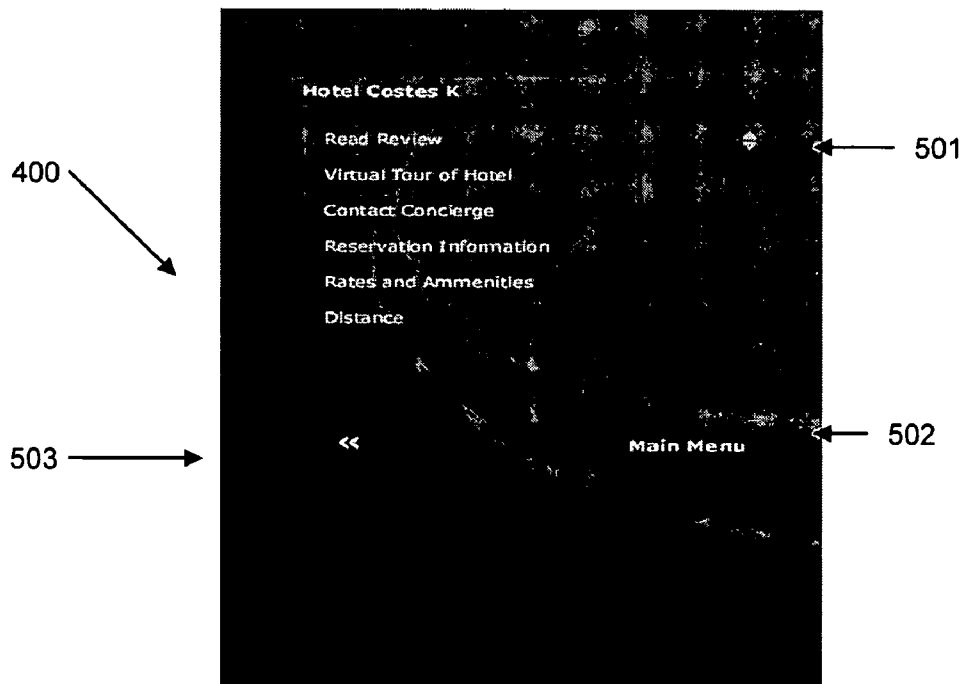 Hotel Costes K
Read Review
501
Virtual Tour of Hotel
400
Contact Concierge
Reservation Information
Rates and Ammenities
Distance
502
503
«
Main Menu